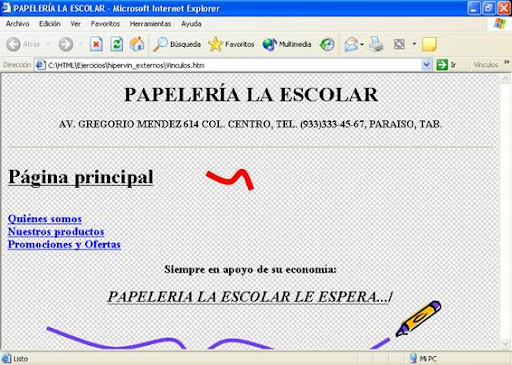 PAPELERÍA LA ESCOLAR - Microsoft Internet Explorer
Archivo Edición Ver Favoritos Herramientas Ayuda
Atrás Búsqueda Favoritos Multimedia
Dirección C:\HTML\Ejercicios\hipervin_externos\Vinculos.htm Ir Vínculos »
PAPELERÍA LA ESCOLAR
AV. GREGORIO MENDEZ 614 COL. CENTRO, TEL. (933)333-45-67, PARAISO, TAB.
Página principal
Quiénes somos
Nuestros productos
Promociones y Ofertas
Siempre en apoyo de su economía:
PAPELERIA LA ESCOLAR LE ESPERA.../
Listo Mi PC